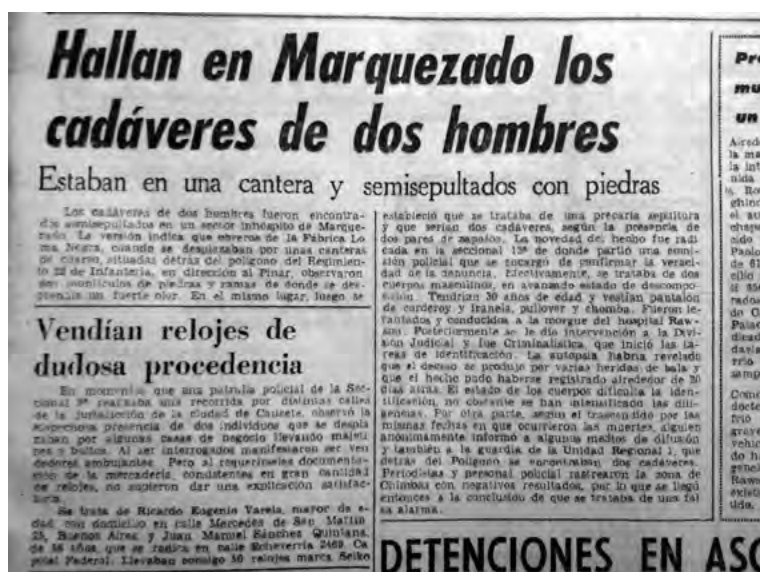 Hallan en Marquezado los
cadáveres de dos hombres
Estaban en una cantera y semisepultados con piedras
Los cadáveres de dos hombres fueron encontra-
dos semisepultados en un sector inhóspito de Marque-
zado. La versión indica que obreros de la Fábrica Lo
ma Negra, cuando se desplazaban por unas canteras
de cuarzo, situadas detrás del polígono del Regimien-
to 22 de Infantería, en dirección al Pinar, observaron
dos montículos de piedras y ramas de donde se des-
prendía un fuerte olor. En el mismo lugar, luego se
estableció que se trataba de una precaria sepultura
y que serían dos cadáveres, según la presencia de
dos pares de zapatos. La novedad del hecho fue radi
cada en la seccional 13ª de donde partió una comi-
sión policial que se encargó de confirmar la veraci-
dad de la denuncia. Efectivamente, se trataba de dos
cuerpos masculinos, en avanzado estado de descompo-
sición. Tendrían 30 años de edad y vestían pantalón
de corderoy y franela, pullover y chomba. Fueron le-
vantados y conducidos a la morgue del hospital Raw-
son. Posteriormente se le dio intervención a la Divi-
sión Judicial y fue Criminalística, que inició las ta-
reas de identificación. La autopsia habría revelado
que el deceso se produjo por varias heridas de bala y
que el hecho pudo haberse registrado alrededor de 20
días atrás. El estado de los cuerpos dificulta la iden-
tificación, no obstante se han intensificado las dili-
gencias. Por otra parte, según el trascendido por las
mismas fechas en que ocurrieron las muertes, alguien
anónimamente informó a algunos medios de difusión
y también a la guardia de la Unidad Regional 1, que
detrás del Polígono se encontraban dos cadáveres.
Periodistas y personal policial rastrearon la zona de
Chimbas con negativos resultados, por lo que se llegó
entonces a la conclusión de que se trataba de una fal
sa alarma.
Vendían relojes de
dudosa procedencia
En momentos que una patrulla policial de la Sec-
cional 9ª realizaba una recorrida por distintas calles
de la jurisdicción de la ciudad de Caucete, observó la
sospechosa presencia de dos individuos que se despla
zaban por algunas casas de negocio llevando maleti
nes y bultos. Al ser interrogados manifestaron ser ven
dedores ambulantes. Pero al requerírseles documenta-
ción de la mercadería, consistentes en gran cantidad
de relojes, no supieron dar una explicación satisfac-
toria.
Se trata de Ricardo Eugenio Varela, mayor de e-
dad con domicilio en calle Mercedes de San Martín
25, Buenos Aires y Juan Manuel Sánchez Quintana,
de años, que se radica en calle Echeverría 2469, Ca
pital Federal. Llevaban consigo 50 relojes marca Seiko
DETENCIONES EN ASC